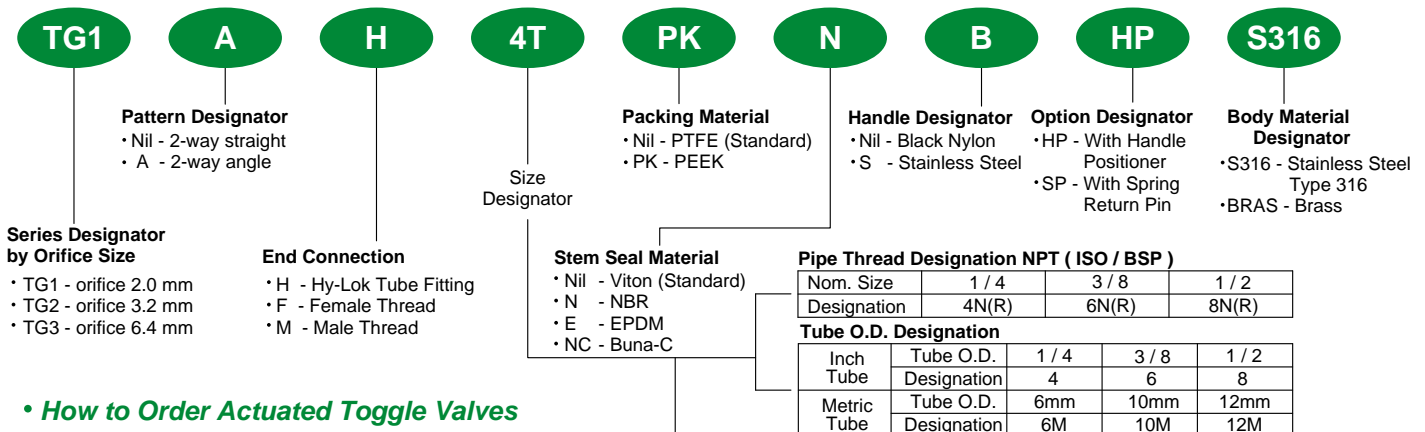 TG1 A H 4T PK N B HP S316
Pattern Designator
• Nil - 2-way straight
• A - 2-way angle
Packing Material
• Nil - PTFE (Standard)
• PK - PEEK
Handle Designator
• Nil - Black Nylon
• S - Stainless Steel
Option Designator
• HP - With Handle
Positioner
• SP - With Spring
Return Pin
Body Material
Designator
• S316 - Stainless Steel
Type 316
• BRAS - Brass
Size
Designator
Series Designator
by Orifice Size
• TG1 - orifice 2.0 mm
• TG2 - orifice 3.2 mm
• TG3 - orifice 6.4 mm
End Connection
• H - Hy-Lok Tube Fitting
• F - Female Thread
• M - Male Thread
Stem Seal Material
• Nil - Viton (Standard)
• N - NBR
• E - EPDM
• NC - Buna-C
Pipe Thread Designation NPT ( ISO / BSP )
Nom. Size 1 / 4 3 / 8 1 / 2
Designation 4N(R) 6N(R) 8N(R)
Tube O.D. Designation
Inch Tube Tube O.D. 1 / 4 3 / 8 1 / 2
Designation 4 6 8
Metric Tube Tube O.D. 6mm 10mm 12mm
Designation 6M 10M 12M
• How to Order Actuated Toggle Valves